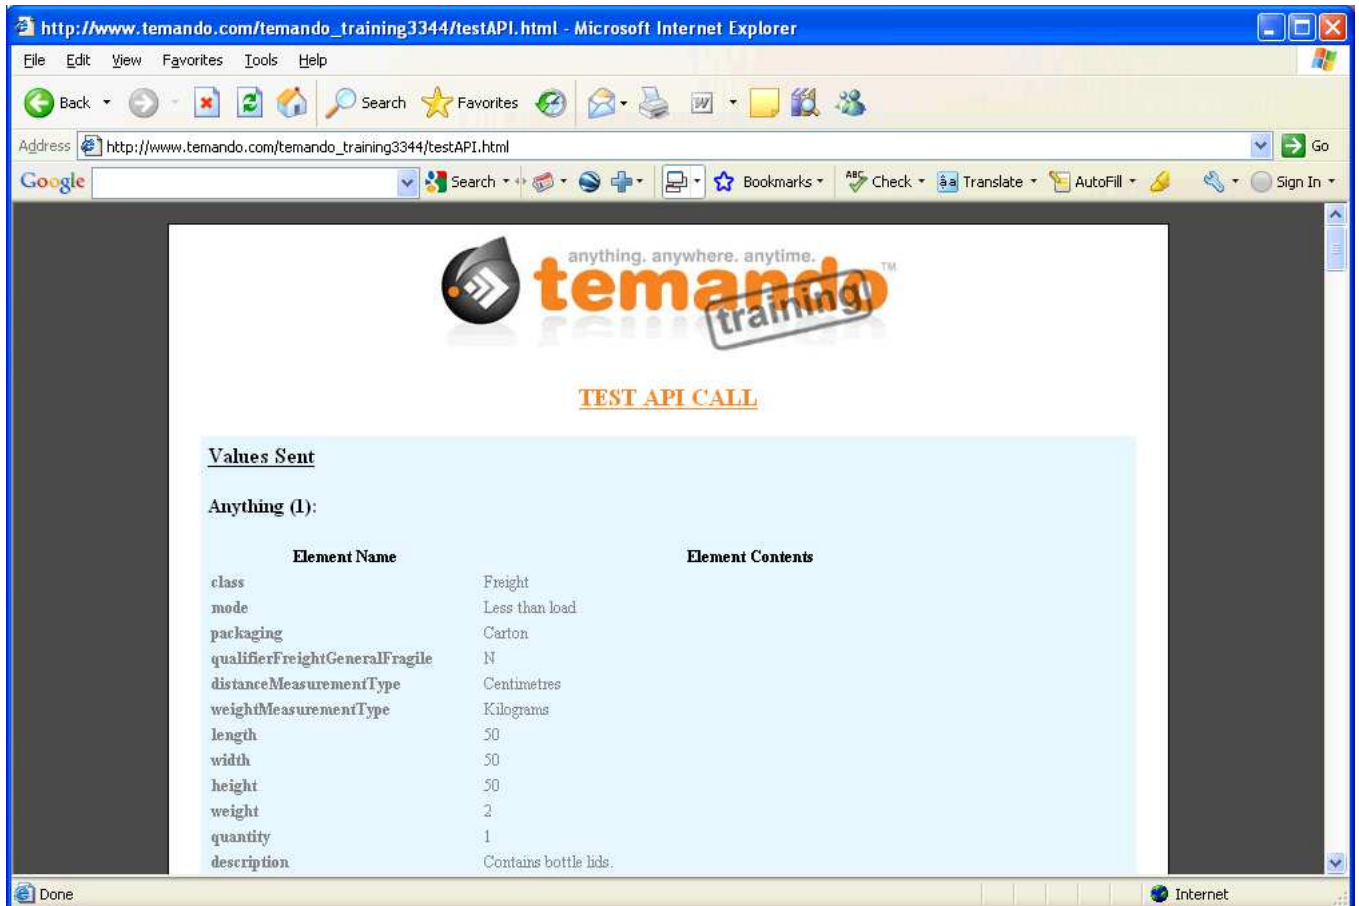 http://www.temando.com/temando_training3344/testAPI.html - Microsoft Internet Explorer
File Edit View Favorites Tools Help
Back Search Favorites
Address http://www.temando.com/temando_training3344/testAPI.html Go
Google Search Bookmarks ABC Check åa Translate AutoFill Sign In
anything. anywhere. anytime.
temando TM
training
TEST API CALL
Values Sent
Anything (1):
Element Name Element Contents
class Freight
mode Less than load
packaging Carton
qualifierFreightGeneralFragile N
distanceMeasurementType Centimetres
weightMeasurementType Kilograms
length 50
width 50
height 50
weight 2
quantity 1
description Contains bottle lids.
Done Internet